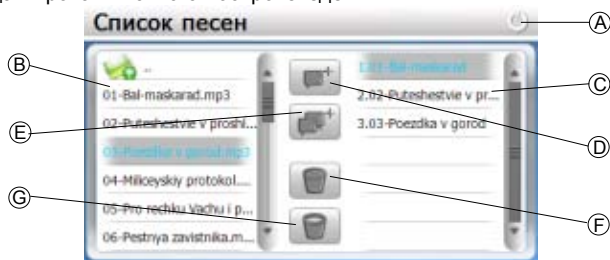 Список песен
A
B
..
1.01-Bal-maskarad
01-Bal-maskarad.mp3
2.02-Puteshestvie v pr...
C
E
02-Puteshestvie v proshl...
3.03-Poezdka v gorod
03-Poezdka v gorod.mp3
D
04-Miliceyskiy protokol....
G
05-Pro rechku Vachu i p...
F
06-Pesnya zavistnika.m...